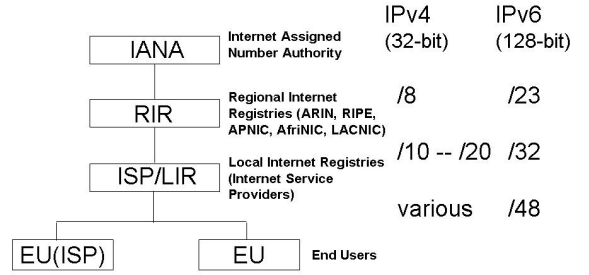 IPv4 IPv6
(32-bit) (128-bit)
IANA
Internet Assigned
Number Authority
/8 /23
RIR
Regional Internet
Registries (ARIN, RIPE,
APNIC, AfriNIC, LACNIC)
/10 -- /20 /32
ISP/LIR
Local Internet Registries
(Internet Service
Providers)
various /48
EU(ISP)
EU
End Users